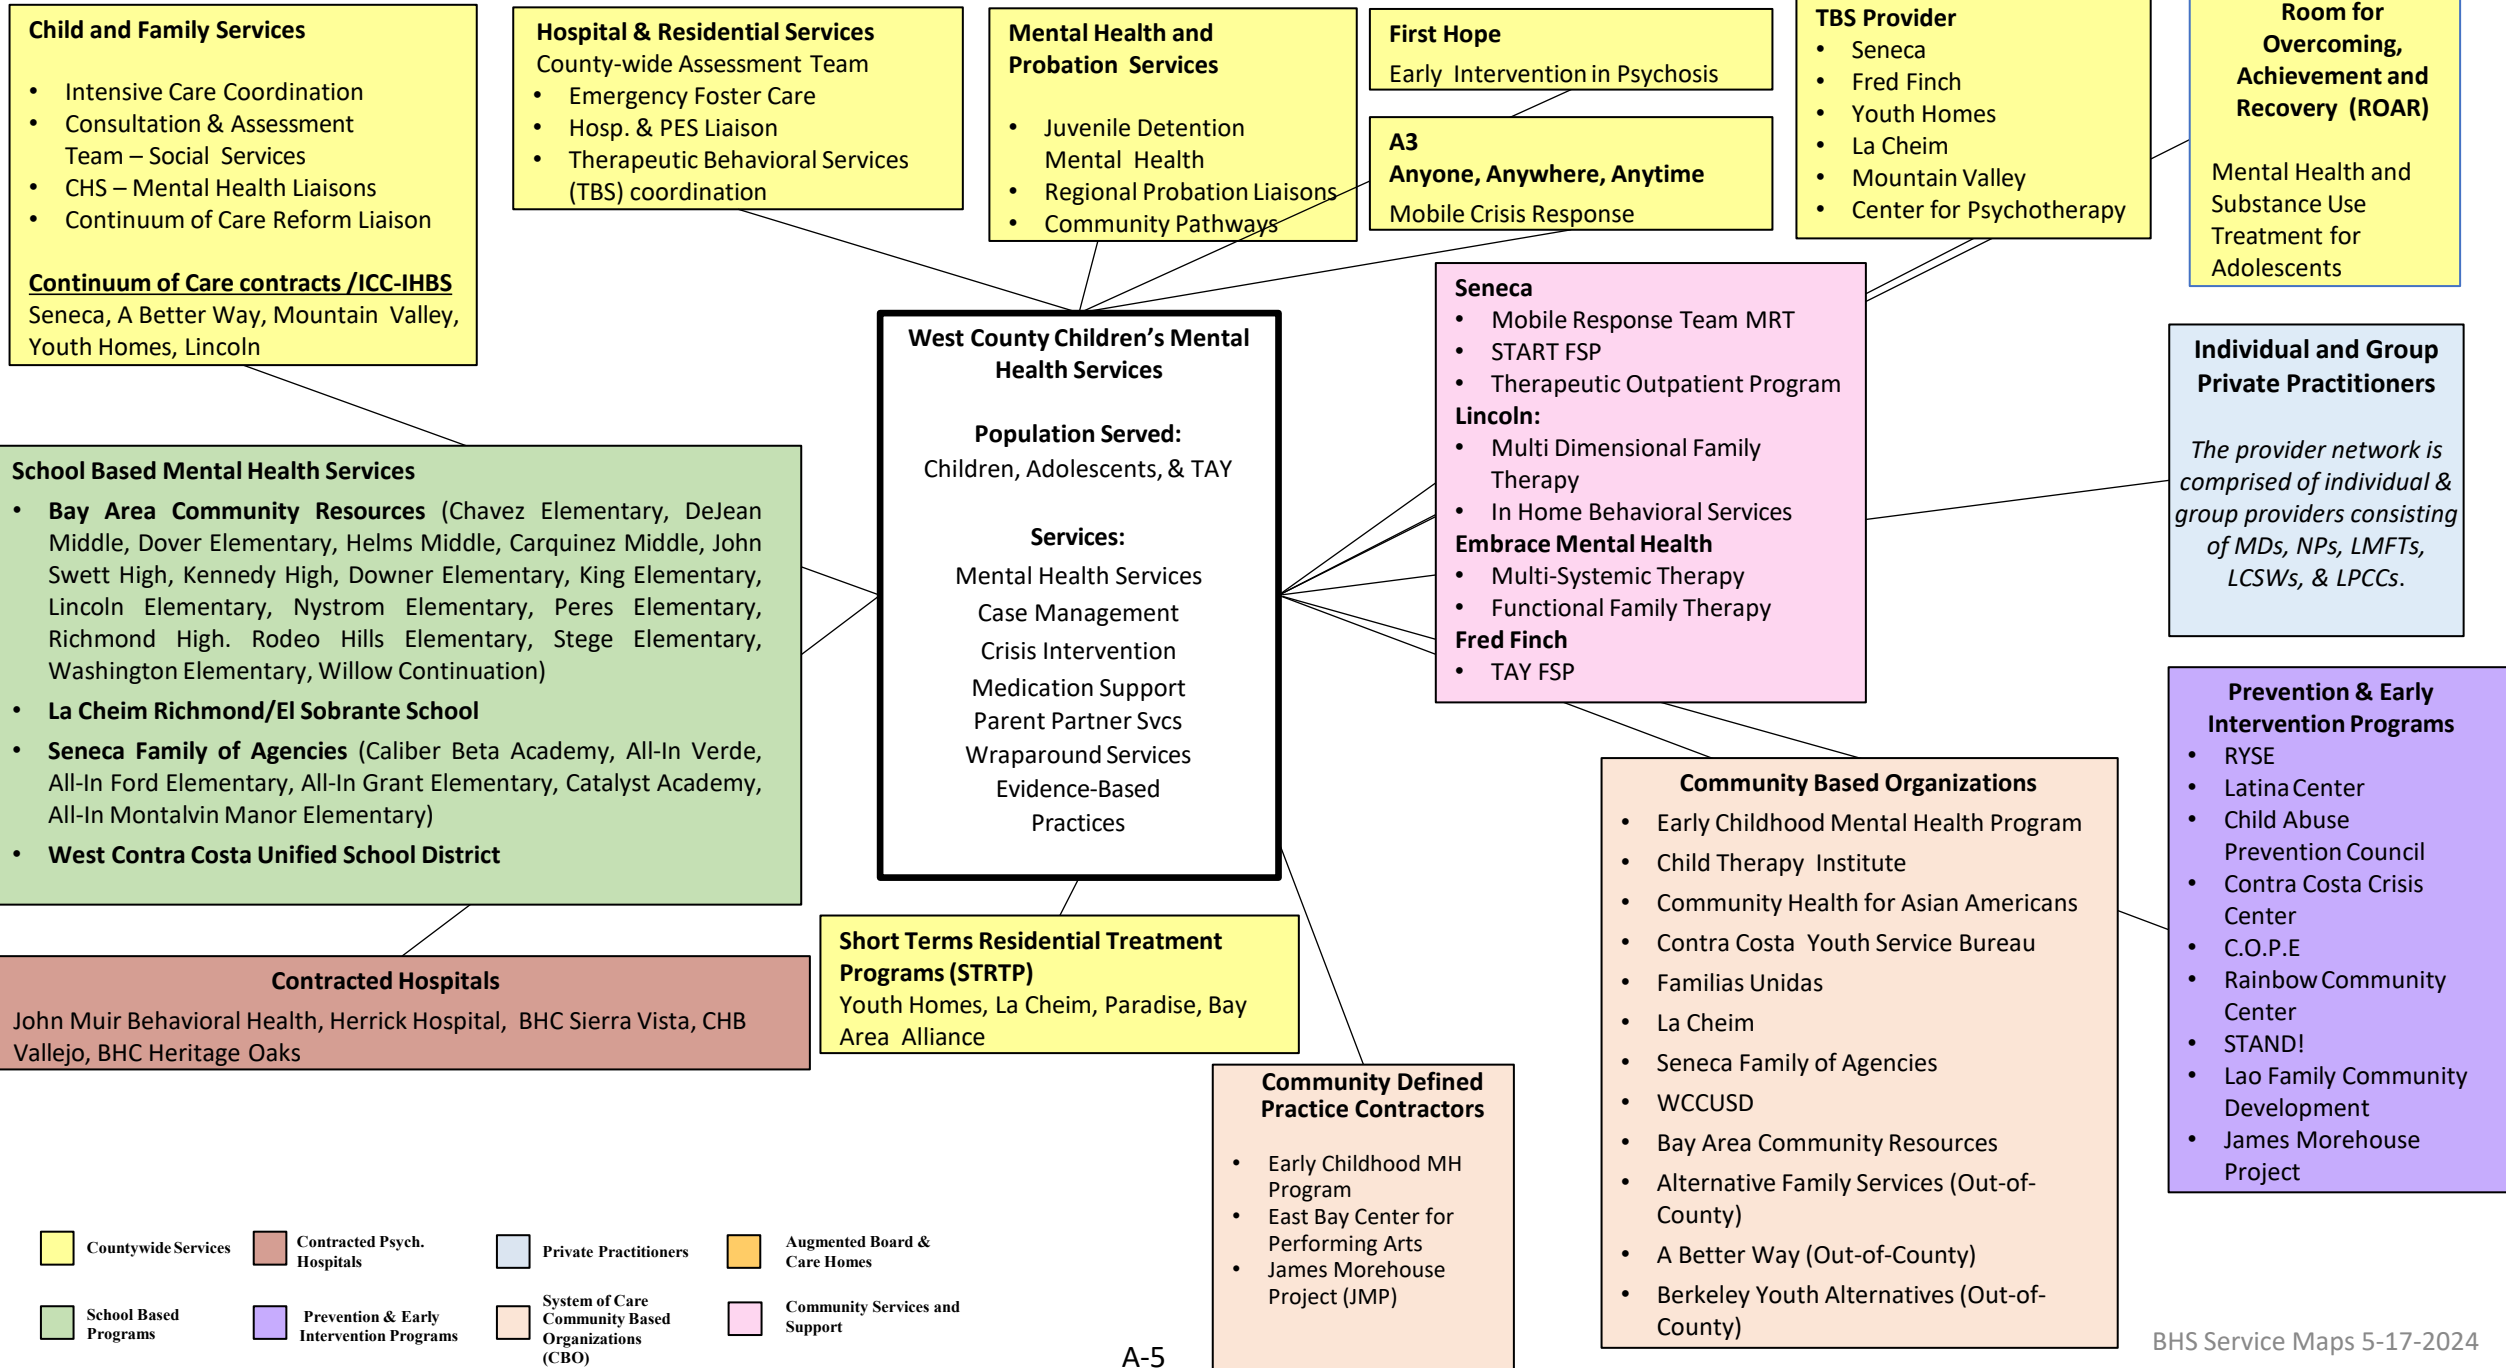 Child and Family Services
• Intensive Care Coordination
• Consultation & Assessment
Team – Social Services
• CHS – Mental Health Liaisons
• Continuum of Care Reform Liaison
Continuum of Care contracts /ICC-IHBS
Seneca, A Better Way, Mountain Valley,
Youth Homes, Lincoln
Hospital & Residential Services
County-wide Assessment Team
• Emergency Foster Care
• Hosp. & PES Liaison
• Therapeutic Behavioral Services
(TBS) coordination
Mental Health and
Probation Services
• Juvenile Detention
Mental Health
• Regional Probation Liaisons
• Community Pathways
First Hope
Early Intervention in Psychosis
A3
Anyone, Anywhere, Anytime
Mobile Crisis Response
TBS Provider
• Seneca
• Fred Finch
• Youth Homes
• La Cheim
• Mountain Valley
• Center for Psychotherapy
Room for
Overcoming,
Achievement and
Recovery (ROAR)
Mental Health and
Substance Use
Treatment for
Adolescents
West County Children’s Mental
Health Services
Population Served:
Children, Adolescents, & TAY
Services:
Mental Health Services
Case Management
Crisis Intervention
Medication Support
Parent Partner Svcs
Wraparound Services
Evidence-Based
Practices
Seneca
• Mobile Response Team MRT
• START FSP
• Therapeutic Outpatient Program
Lincoln:
• Multi Dimensional Family
Therapy
• In Home Behavioral Services
Embrace Mental Health
• Multi-Systemic Therapy
• Functional Family Therapy
Fred Finch
• TAY FSP
Individual and Group
Private Practitioners
The provider network is
comprised of individual &
group providers consisting
of MDs, NPs, LMFTs,
LCSWs, & LPCCs.
School Based Mental Health Services
• Bay Area Community Resources (Chavez Elementary, DeJean
Middle, Dover Elementary, Helms Middle, Carquinez Middle, John
Swett High, Kennedy High, Downer Elementary, King Elementary,
Lincoln Elementary, Nystrom Elementary, Peres Elementary,
Richmond High. Rodeo Hills Elementary, Stege Elementary,
Washington Elementary, Willow Continuation)
• La Cheim Richmond/El Sobrante School
• Seneca Family of Agencies (Caliber Beta Academy, All-In Verde,
All-In Ford Elementary, All-In Grant Elementary, Catalyst Academy,
All-In Montalvin Manor Elementary)
• West Contra Costa Unified School District
Contracted Hospitals
John Muir Behavioral Health, Herrick Hospital, BHC Sierra Vista, CHB
Vallejo, BHC Heritage Oaks
Short Terms Residential Treatment
Programs (STRTP)
Youth Homes, La Cheim, Paradise, Bay
Area Alliance
Community Defined
Practice Contractors
• Early Childhood MH
Program
• East Bay Center for
Performing Arts
• James Morehouse
Project (JMP)
Community Based Organizations
• Early Childhood Mental Health Program
• Child Therapy Institute
• Community Health for Asian Americans
• Contra Costa Youth Service Bureau
• Familias Unidas
• La Cheim
• Seneca Family of Agencies
• WCCUSD
• Bay Area Community Resources
• Alternative Family Services (Out-of-
County)
• A Better Way (Out-of-County)
• Berkeley Youth Alternatives (Out-of-
County)
Prevention & Early
Intervention Programs
• RYSE
• Latina Center
• Child Abuse
Prevention Council
• Contra Costa Crisis
Center
• C.O.P.E
• Rainbow Community
Center
• STAND!
• Lao Family Community
Development
• James Morehouse
Project
Countywide Services
Contracted Psych.
Hospitals
Private Practitioners
Augmented Board &
Care Homes
School Based
Programs
Prevention & Early
Intervention Programs
System of Care
Community Based
Organizations
(CBO)
Community Services and
Support
A-5
BHS Service Maps 5-17-2024